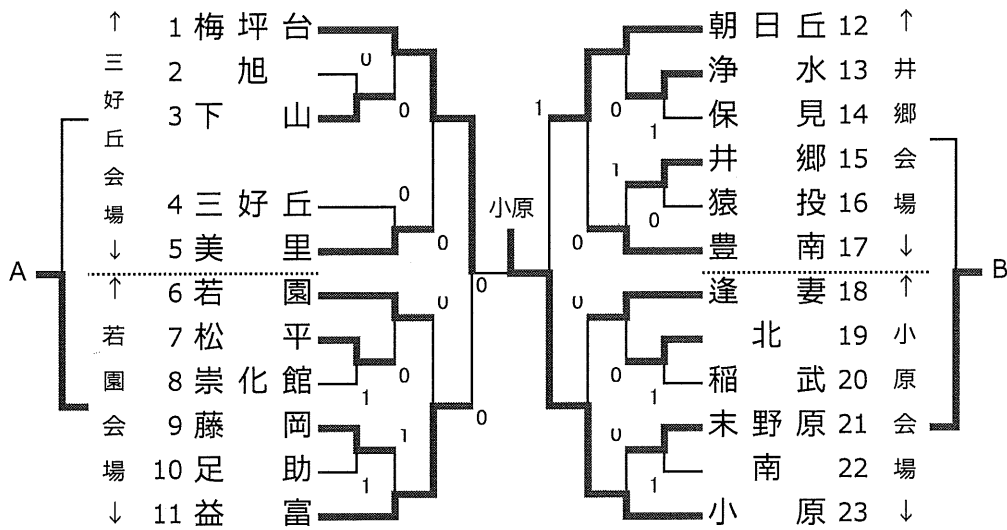 ↑ 三好丘会場 ↓
↑ 若園会場 ↓
A
1 梅坪台
2 旭
3 下山
4 三好丘
5 美里
6 若園
7 松平
8 崇化館
9 藤岡
10 足助
11 益富
0
0
0
0
0
0
1
1
1
0
0
小原
1
0
1
1
0
0
0
0
1
0
1
朝日丘 12
浄水 13
保見 14
井郷 15
猿投 16
豊南 17
逢妻 18
北 19
稲武 20
末野原 21
南 22
小原 23
↑ 井郷会場 ↓
↑ 小原会場 ↓
B